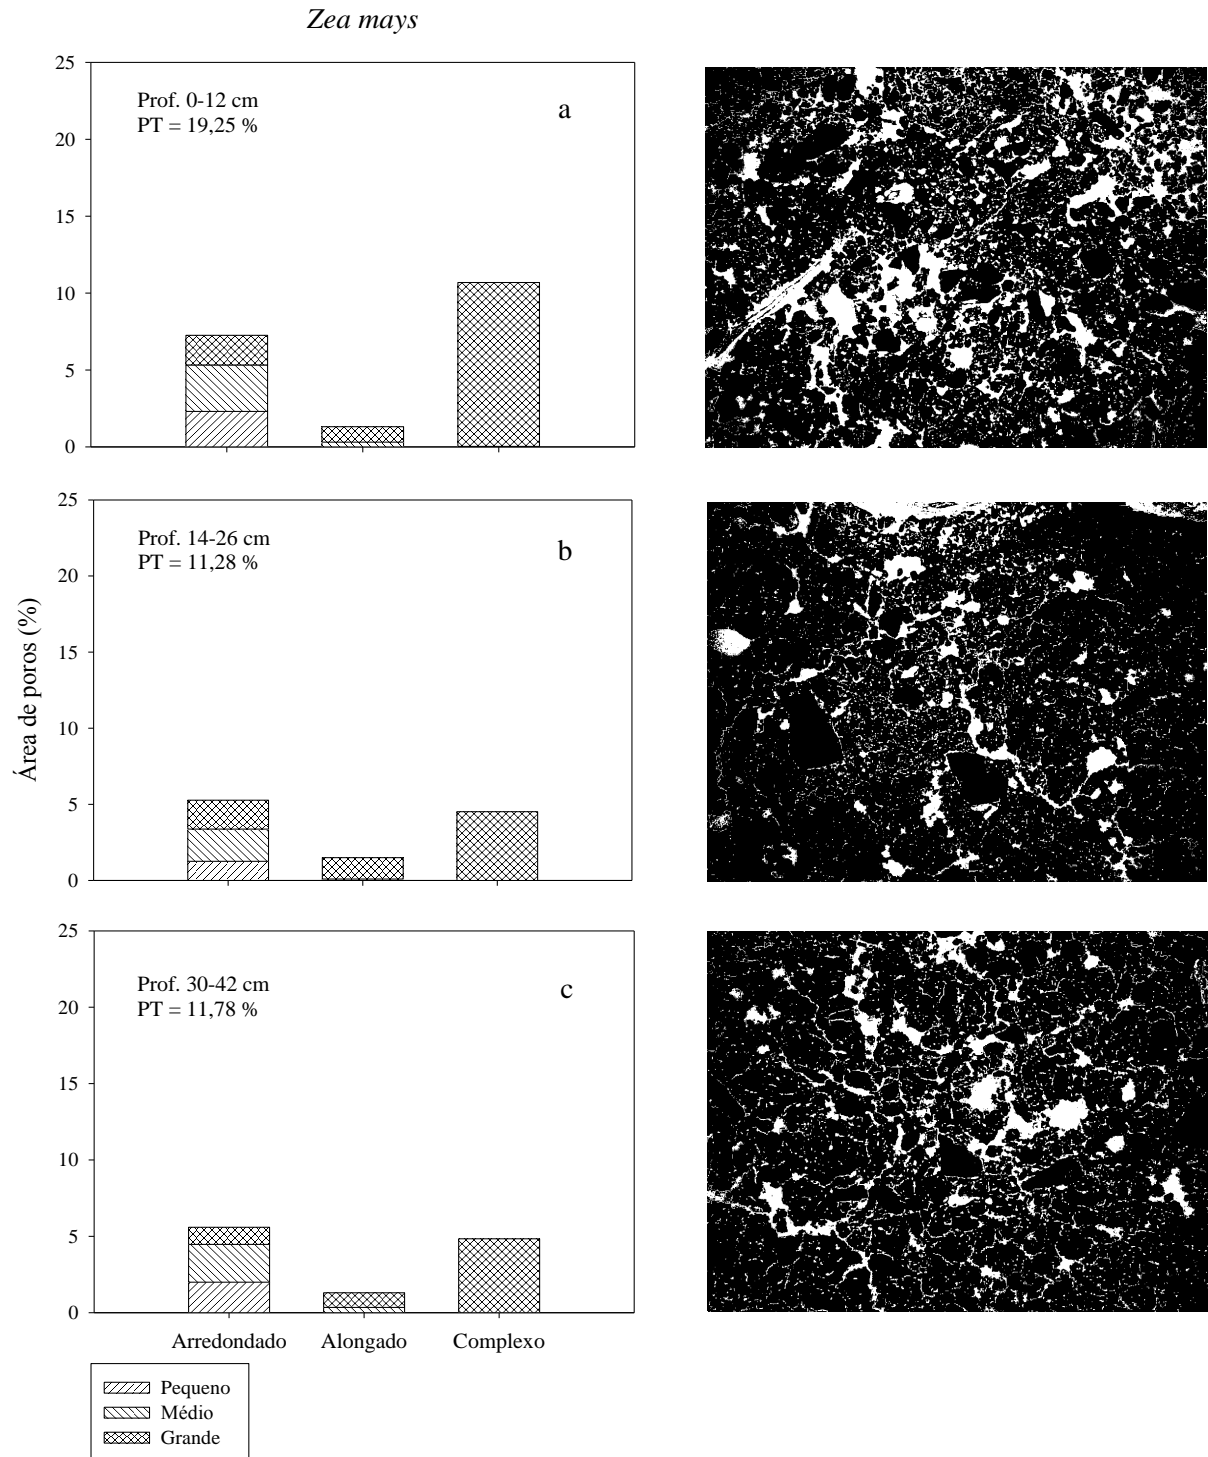 Zea mays
25
20
15
10
5
0
Prof. 0-12 cm
PT = 19,25 %
a
Área de poros (%)
25
20
15
10
5
0
Prof. 14-26 cm
PT = 11,28 %
b
25
20
15
10
5
0
Prof. 30-42 cm
PT = 11,78 %
c
Arredondado Alongado Complexo
Pequeno
Médio
Grande